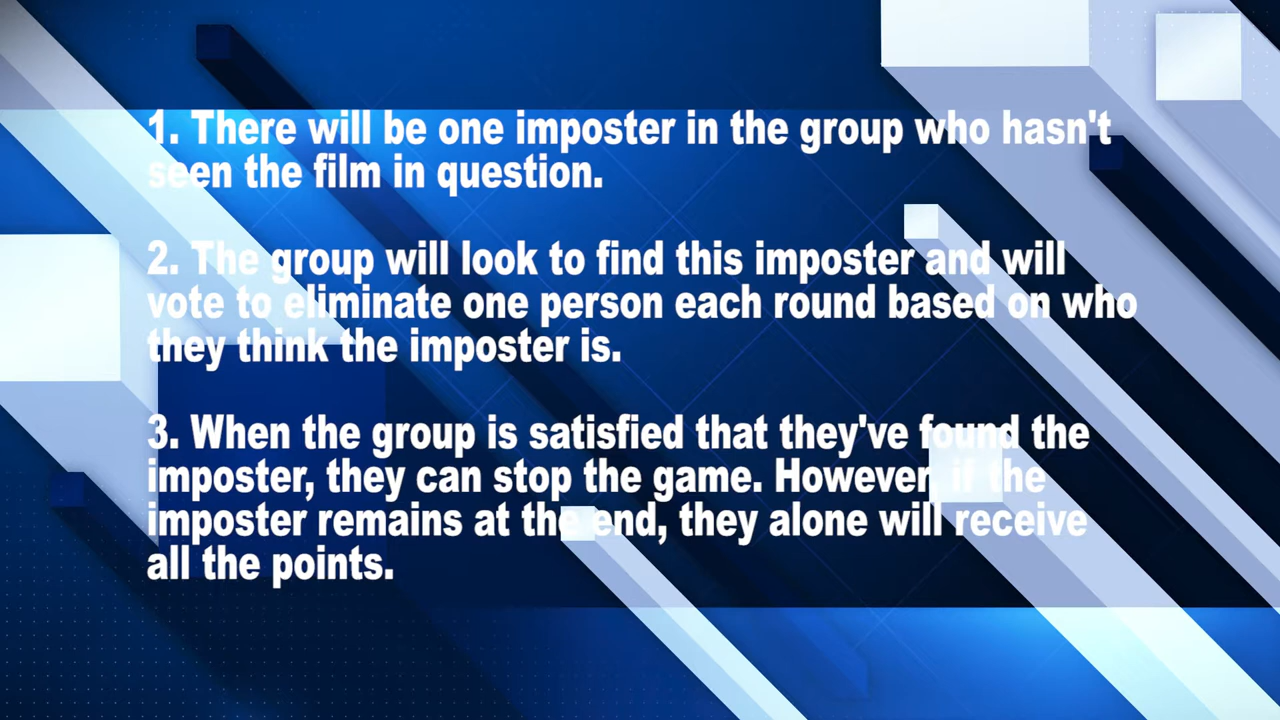 1. There will be one imposter in the group who hasn't
seen the film in question.
2. The group will look to find this imposter and will
vote to eliminate one person each round based on who
they think the imposter is.
3. When the group is satisfied that they've found the
imposter, they can stop the game. However, if the
imposter remains at the end, they alone will receive
all the points.